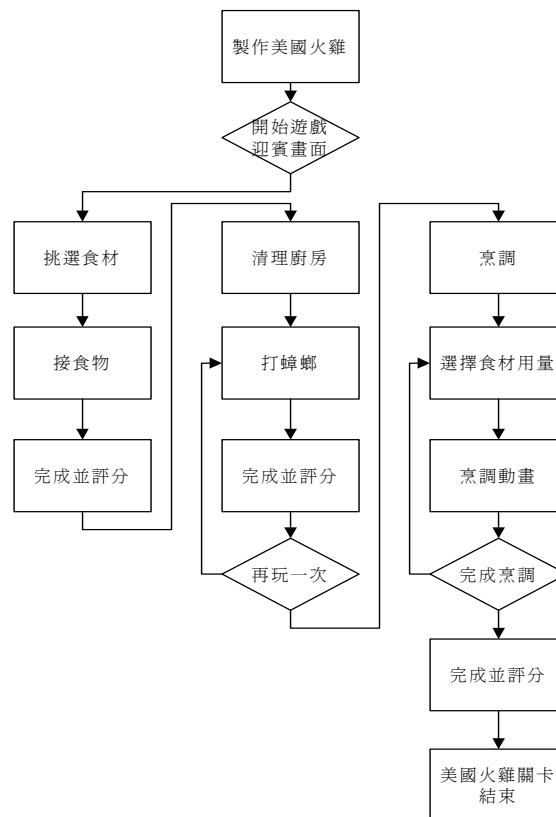 製作美國火雞
開始遊戲
迎賓畫面
挑選食材
接食物
完成並評分
清理廚房
打蟑螂
完成並評分
再玩一次
烹調
選擇食材用量
烹調動畫
完成烹調
完成並評分
美國火雞關卡
結束